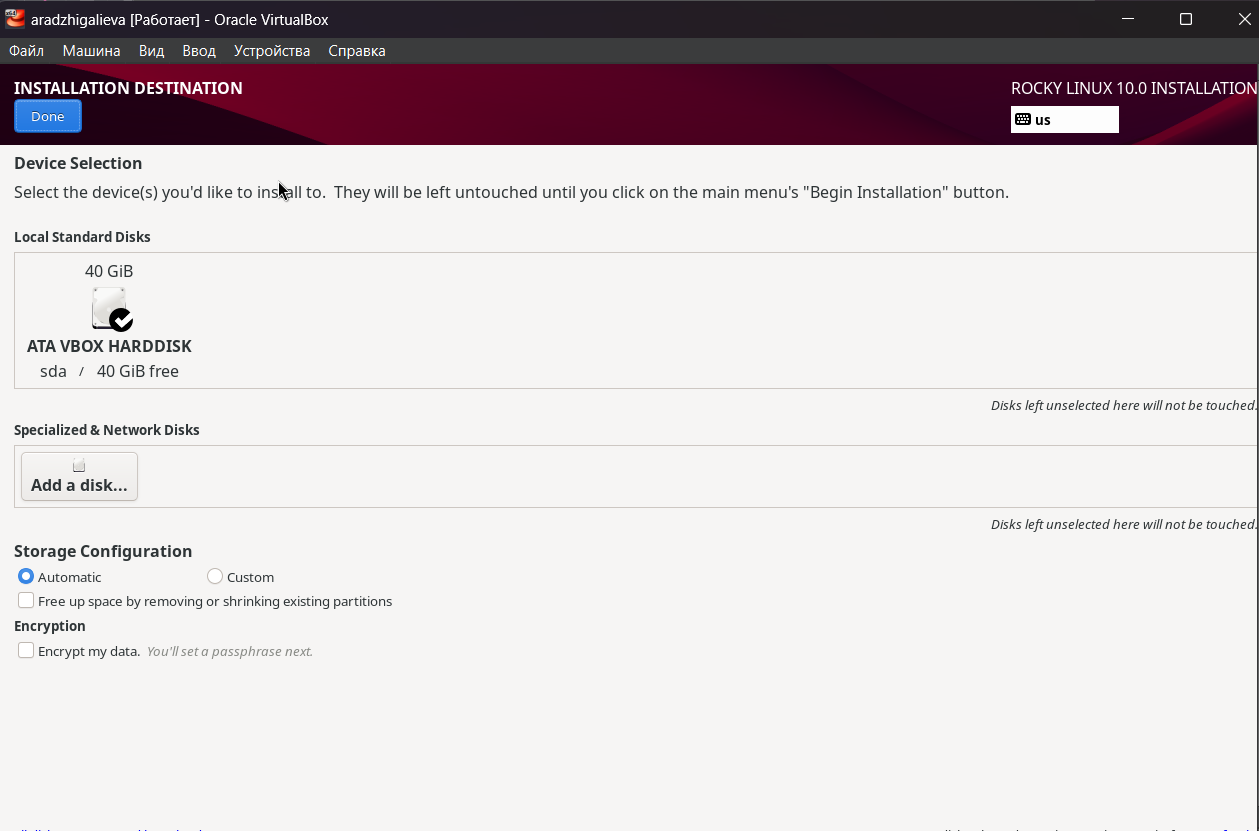 aradzhigalieva [Работает] - Oracle VirtualBox
Файл Машина Вид Ввод Устройства Справка
INSTALLATION DESTINATION
ROCKY LINUX 10.0 INSTALLATION
Done
us
Device Selection
Select the device(s) you'd like to install to. They will be left untouched until you click on the main menu's "Begin Installation" button.
Local Standard Disks
40 GiB
ATA VBOX HARDDISK
sda / 40 GiB free
Disks left unselected here will not be touched.
Specialized & Network Disks
Add a disk...
Disks left unselected here will not be touched.
Storage Configuration
Automatic Custom
Free up space by removing or shrinking existing partitions
Encryption
Encrypt my data. You'll set a passphrase next.